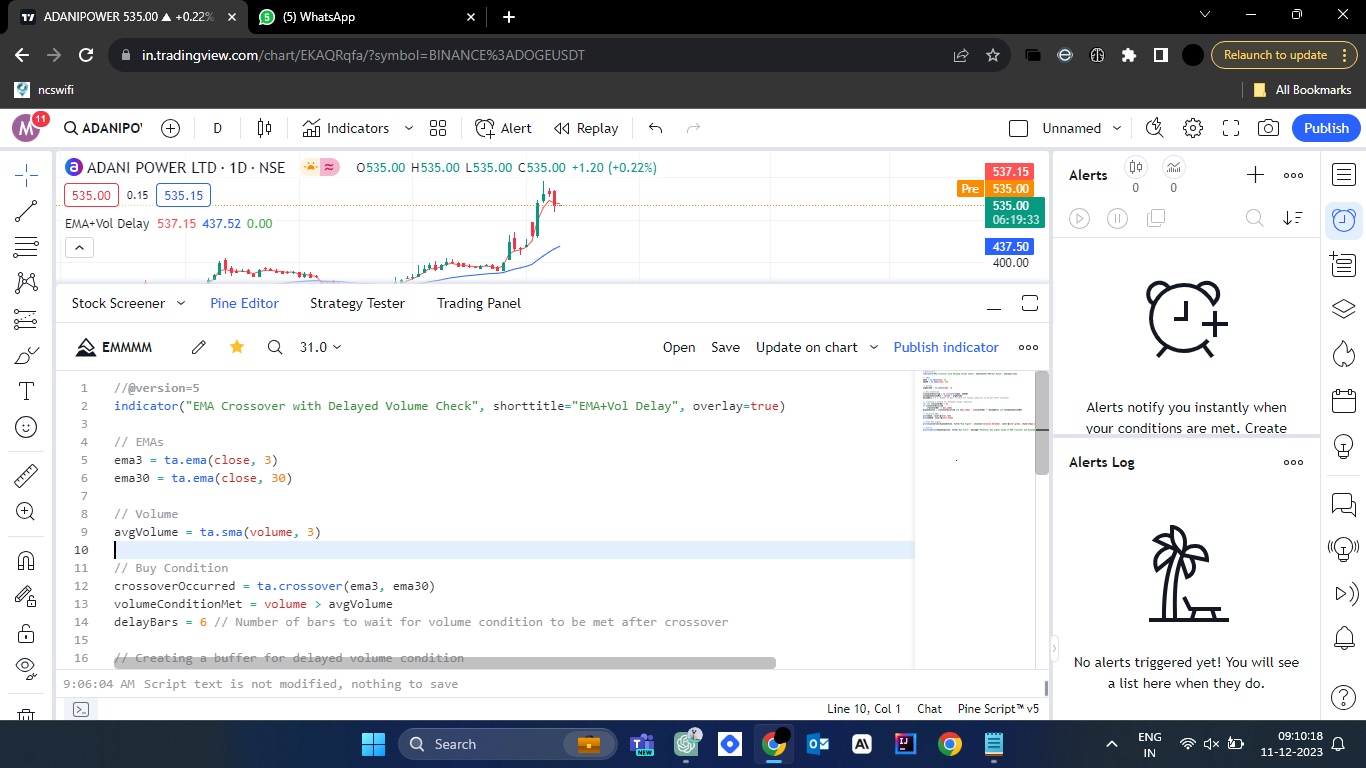 ADANIPOWER 535.00 ▲ +0.22%
(5) WhatsApp
in.tradingview.com/chart/EKAQRqfa/?symbol=BINANCE%3ADOGEUSDT
Relaunch to update
ncswifi
All Bookmarks
M 11
ADANIPO
D
Indicators
Alert
Replay
Unnamed
Publish
ADANI POWER LTD · 1D · NSE
O535.00 H535.00 L535.00 C535.00 +1.20 (+0.22%)
535.00 0.15 535.15
EMA+Vol Delay 537.15 437.52 0.00
537.15
Pre 535.00
535.00
06:19:33
437.50
400.00
Alerts
0 0
Alerts notify you instantly when
your conditions are met. Create
Stock Screener
Pine Editor
Strategy Tester
Trading Panel
EMMMM
31.0
Open
Save
Update on chart
Publish indicator
1 //@version=5
2 indicator("EMA Crossover with Delayed Volume Check", shorttitle="EMA+Vol Delay", overlay=true)
3
4 // EMAs
5 ema3 = ta.ema(close, 3)
6 ema30 = ta.ema(close, 30)
7
8 // Volume
9 avgVolume = ta.sma(volume, 3)
10
11 // Buy Condition
12 crossoverOccurred = ta.crossover(ema3, ema30)
13 volumeConditionMet = volume > avgVolume
14 delayBars = 6 // Number of bars to wait for volume condition to be met after crossover
15
16 // Creating a buffer for delayed volume condition
Alerts Log
No alerts triggered yet! You will see
a list here when they do.
9:06:04 AM Script text is not modified, nothing to save
Line 10, Col 1
Chat
Pine Script™ v5
Search
NEW
ENG
IN
09:10:18
11-12-2023